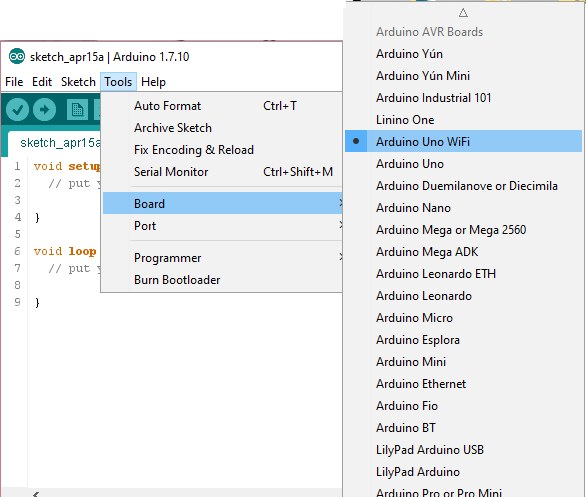 sketch_apr15a | Arduino 1.7.10
File Edit Sketch Tools Help
sketch_apr15a
1 void setup
2 // put y
3
4 }
5
6 void loop
7 // put y
8
9 }
Auto Format Ctrl+T
Archive Sketch
Fix Encoding & Reload
Serial Monitor Ctrl+Shift+M
Board
Port
Programmer
Burn Bootloader
Arduino AVR Boards
Arduino Yún
Arduino Yún Mini
Arduino Industrial 101
Linino One
Arduino Uno WiFi
Arduino Uno
Arduino Duemilanove or Diecimila
Arduino Nano
Arduino Mega or Mega 2560
Arduino Mega ADK
Arduino Leonardo ETH
Arduino Leonardo
Arduino Micro
Arduino Esplora
Arduino Mini
Arduino Ethernet
Arduino Fio
Arduino BT
LilyPad Arduino USB
LilyPad Arduino
Arduino Pro or Pro Mini